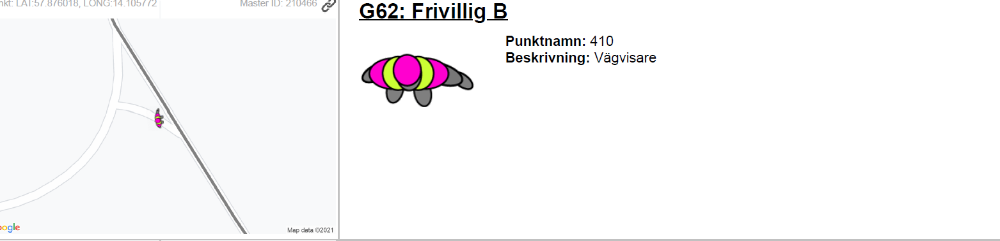 nkt: LAT:57.876018, LONG:14.105772
Master ID: 210466
G62: Frivillig B
Punktnamn: 410
Beskrivning: Vägvisare
ogle
Map data ©2021